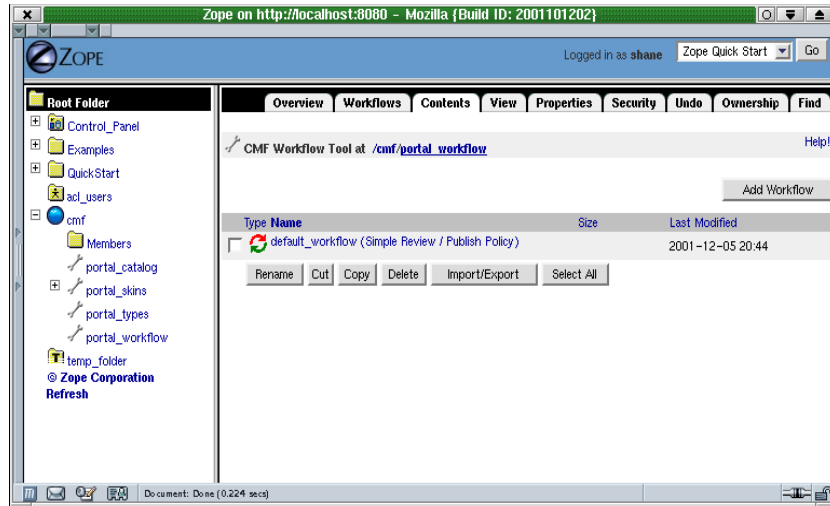 Zope on http://localhost:8080 - Mozilla {Build ID: 2001101202}
ZOPE
Logged in as shane
Zope Quick Start
Go
Root Folder
Control_Panel
Examples
QuickStart
acl_users
cmf
Members
portal_catalog
portal_skins
portal_types
portal_workflow
temp_folder
© Zope Corporation
Refresh
Overview Workflows Contents View Properties Security Undo Ownership Find
CMF Workflow Tool at /cmf/portal_workflow
Help!
Add Workflow
Type Name Size Last Modified
default_workflow (Simple Review / Publish Policy) 2001-12-05 20:44
Rename Cut Copy Delete Import/Export Select All
Document: Done (0.224 secs)